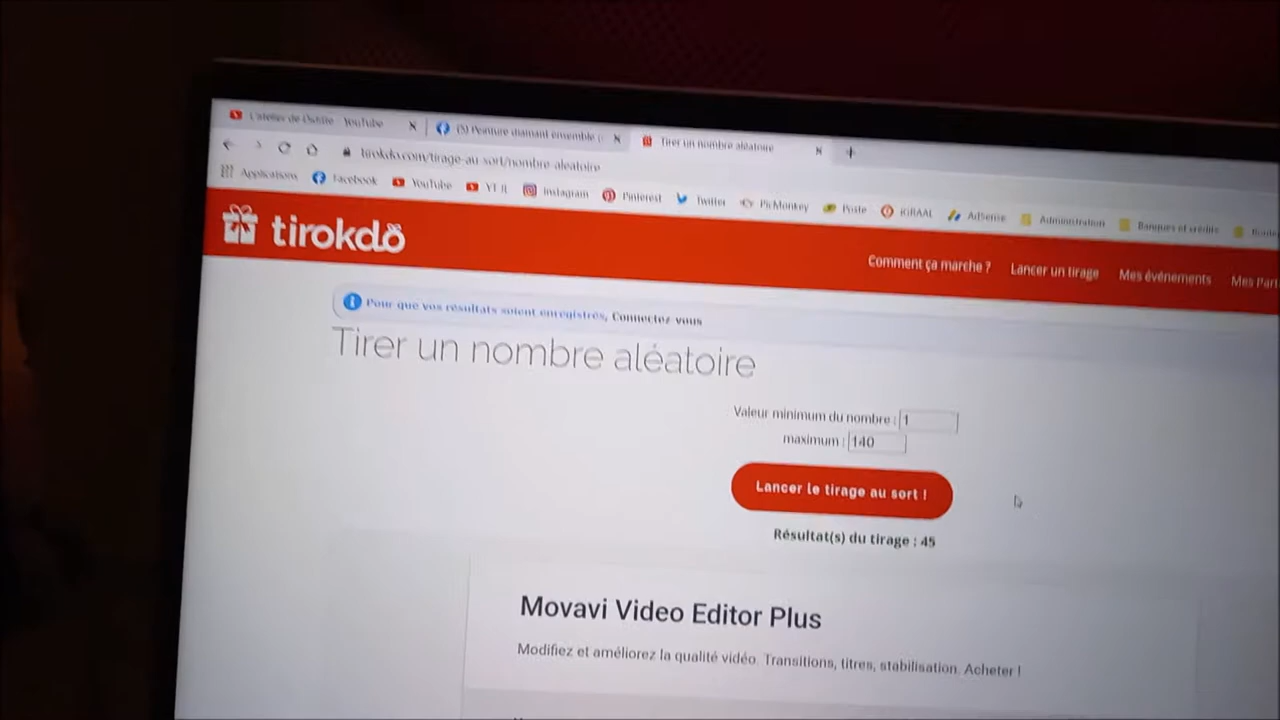 L'atelier de - YouTube
(3) Peinture diamant ensemble
Tirer un nombre aléatoire
tirokdo.com/tirage-au-sort/nombre-aleatoire
Applications Facebook YouTube Instagram Pinterest Twitter PicMonkey Poste iGRAAL AdSense Administration Banques et crédits
tirokdo
Comment ça marche ? Lancer un tirage Mes événements Mes Par
Pour que vos résultats soient enregistrés, Connectez vous
Tirer un nombre aléatoire
Valeur minimum du nombre : 1
maximum : 140
Lancer le tirage au sort !
Résultat(s) du tirage : 45
Movavi Video Editor Plus
Modifiez et améliorez la qualité vidéo. Transitions, titres, stabilisation. Acheter !